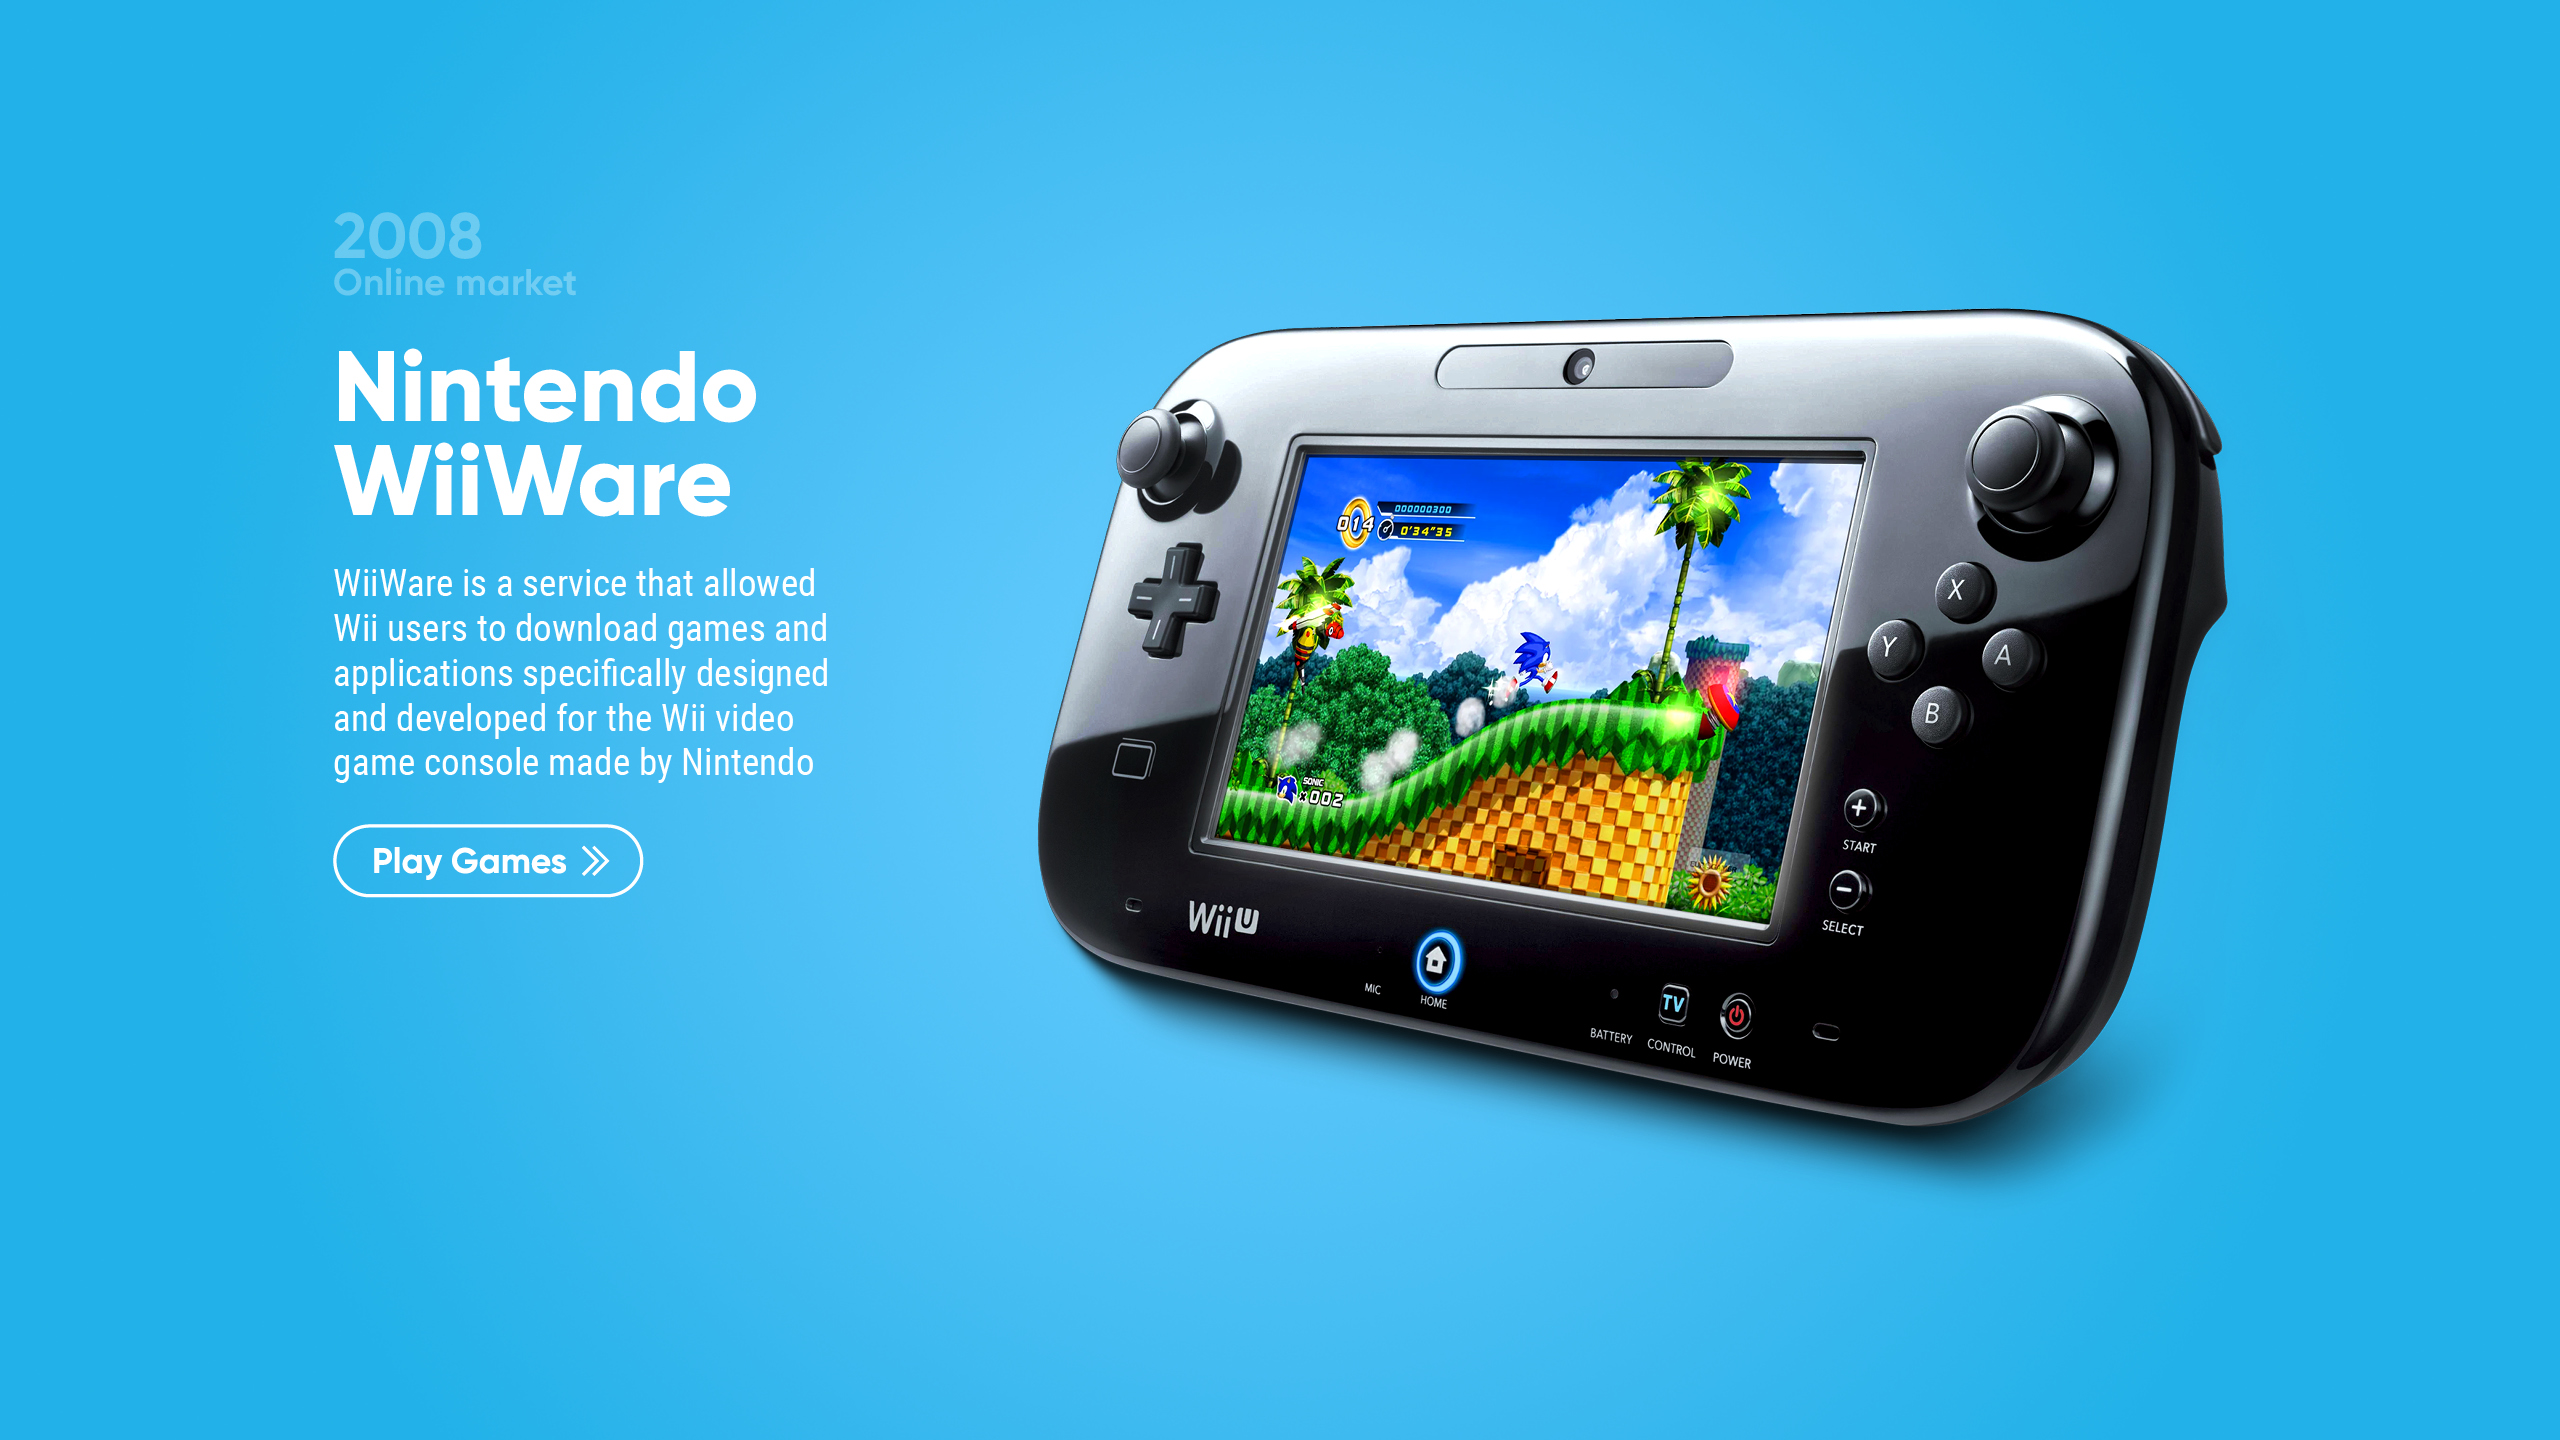 2008
Online market
Nintendo
WiiWare
WiiWare is a service that allowed
Wii users to download games and
applications specifically designed
and developed for the Wii video
game console made by Nintendo
Play Games
014
000000300
0'34"35
SONIC
×002
X
Y
A
B
START
SELECT
Wii U
MIC
HOME
BATTERY
TV
CONTROL
POWER